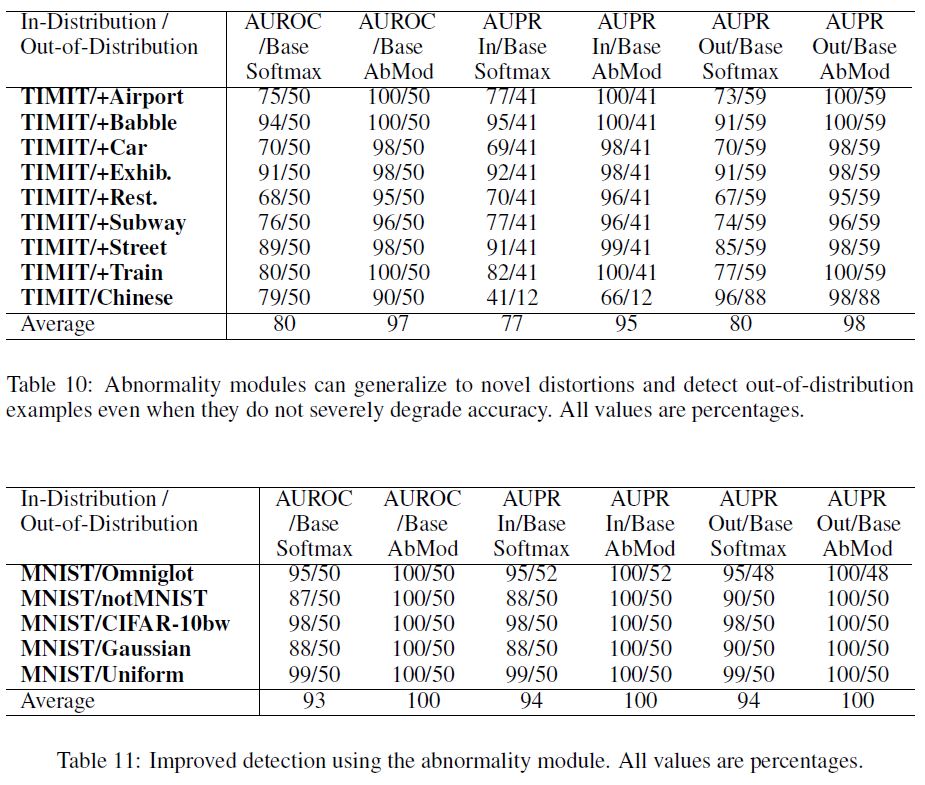 In-Distribution / AUROC AUROC AUPR AUPR AUPR AUPR
Out-of-Distribution /Base /Base In/Base In/Base Out/Base Out/Base
Softmax AbMod Softmax AbMod Softmax AbMod
TIMIT/+Airport 75/50 100/50 77/41 100/41 73/59 100/59
TIMIT/+Babble 94/50 100/50 95/41 100/41 91/59 100/59
TIMIT/+Car 70/50 98/50 69/41 98/41 70/59 98/59
TIMIT/+Exhib. 91/50 98/50 92/41 98/41 91/59 98/59
TIMIT/+Rest. 68/50 95/50 70/41 96/41 67/59 95/59
TIMIT/+Subway 76/50 96/50 77/41 96/41 74/59 96/59
TIMIT/+Street 89/50 98/50 91/41 99/41 85/59 98/59
TIMIT/+Train 80/50 100/50 82/41 100/41 77/59 100/59
TIMIT/Chinese 79/50 90/50 41/12 66/12 96/88 98/88
Average 80 97 77 95 80 98
Table 10: Abnormality modules can generalize to novel distortions and detect out-of-distribution
examples even when they do not severely degrade accuracy. All values are percentages.
In-Distribution / AUROC AUROC AUPR AUPR AUPR AUPR
Out-of-Distribution /Base /Base In/Base In/Base Out/Base Out/Base
Softmax AbMod Softmax AbMod Softmax AbMod
MNIST/Omniglot 95/50 100/50 95/52 100/52 95/48 100/48
MNIST/notMNIST 87/50 100/50 88/50 100/50 90/50 100/50
MNIST/CIFAR-10bw 98/50 100/50 98/50 100/50 98/50 100/50
MNIST/Gaussian 88/50 100/50 88/50 100/50 90/50 100/50
MNIST/Uniform 99/50 100/50 99/50 100/50 99/50 100/50
Average 93 100 94 100 94 100
Table 11: Improved detection using the abnormality module. All values are percentages.